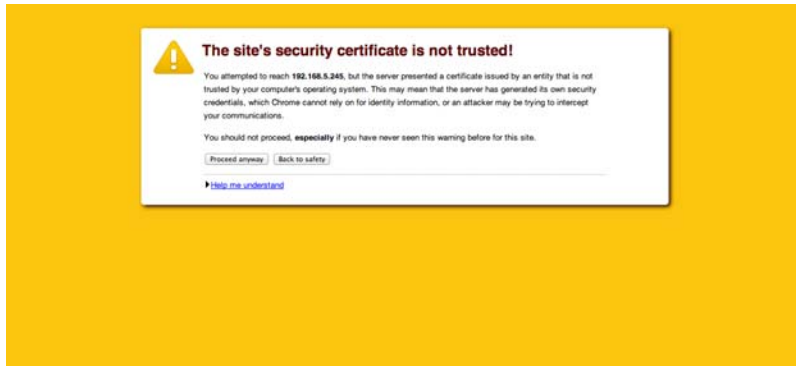 The site's security certificate is not trusted!
You attempted to reach 192.168.5.245, but the server presented a certificate issued by an entity that is not
trusted by your computer's operating system. This may mean that the server has generated its own security
credentials, which Chrome cannot rely on for identity information, or an attacker may be trying to intercept
your communications.
You should not proceed, especially if you have never seen this warning before for this site.
Proceed anyway Back to safety
Help me understand